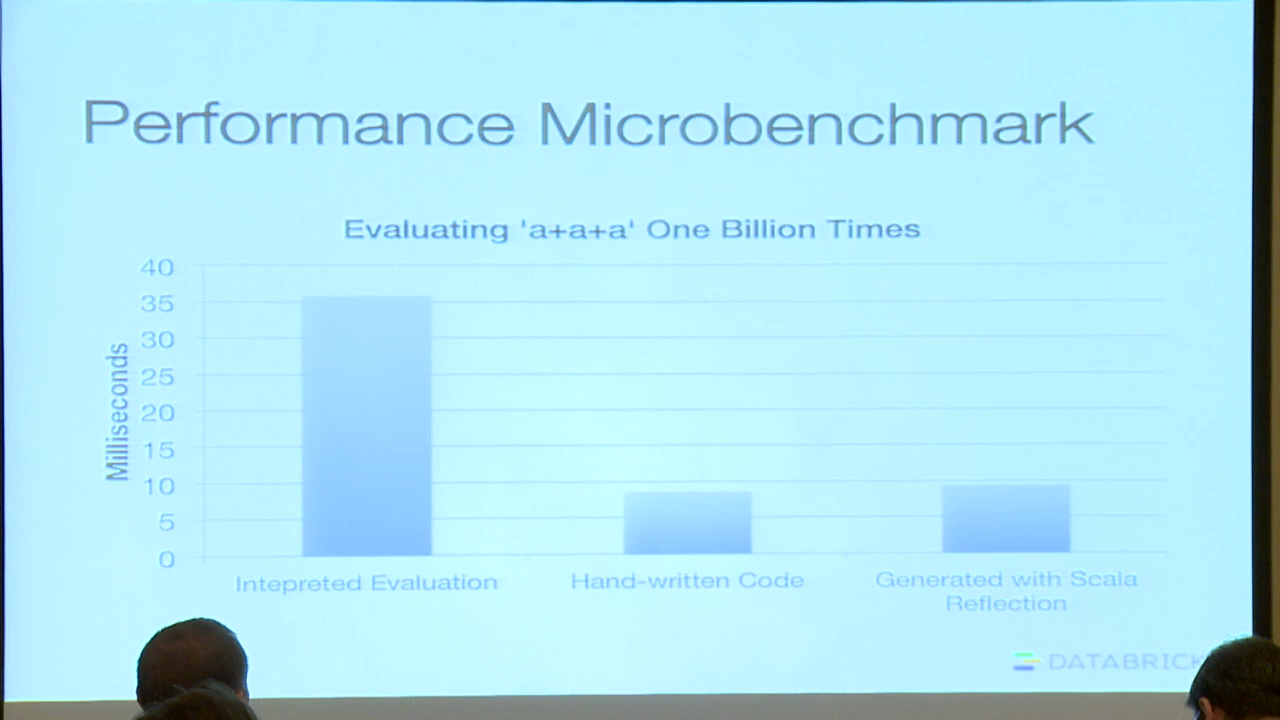 Performance Microbenchmark
Evaluating 'a+a+a' One Billion Times
40
35
30
25
20
15
10
5
0
Milliseconds
Intepreted Evaluation
Hand-written Code
Generated with Scala
Reflection
DATABRICK